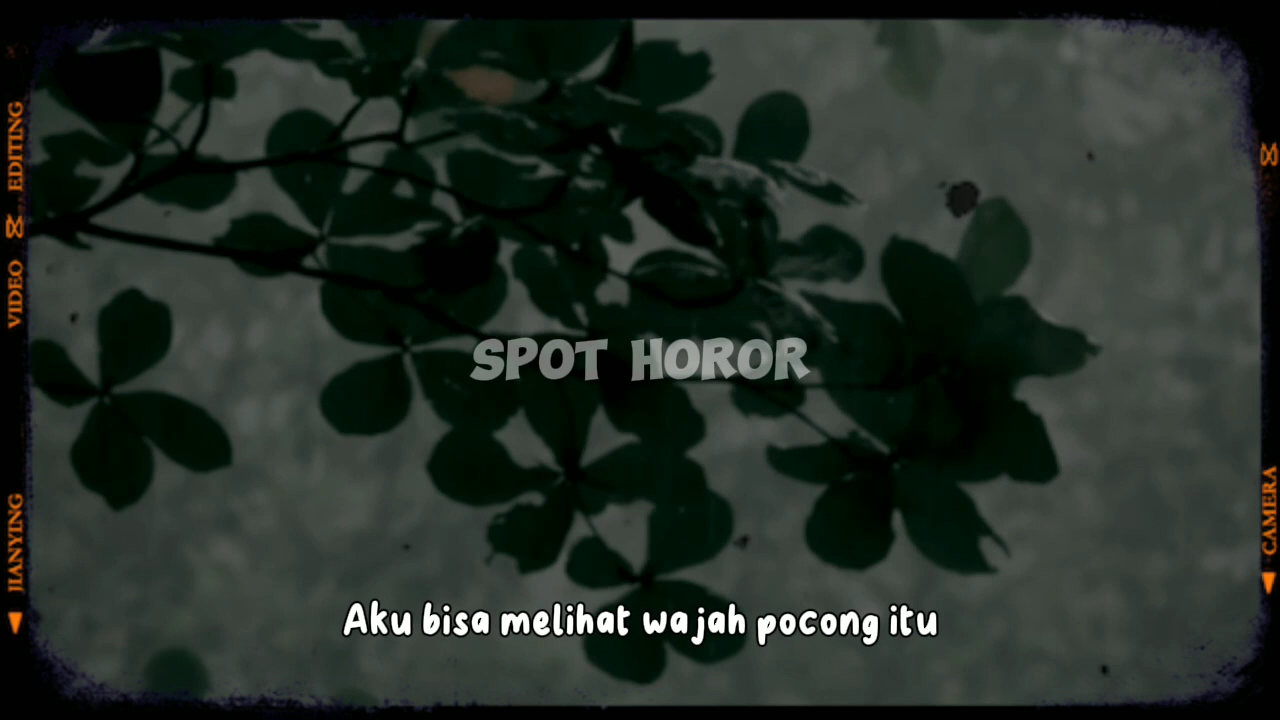 VIDEO EDITING
JIANYING
SPOT HOROR
CAMERA
Aku bisa melihat wajah pocong itu